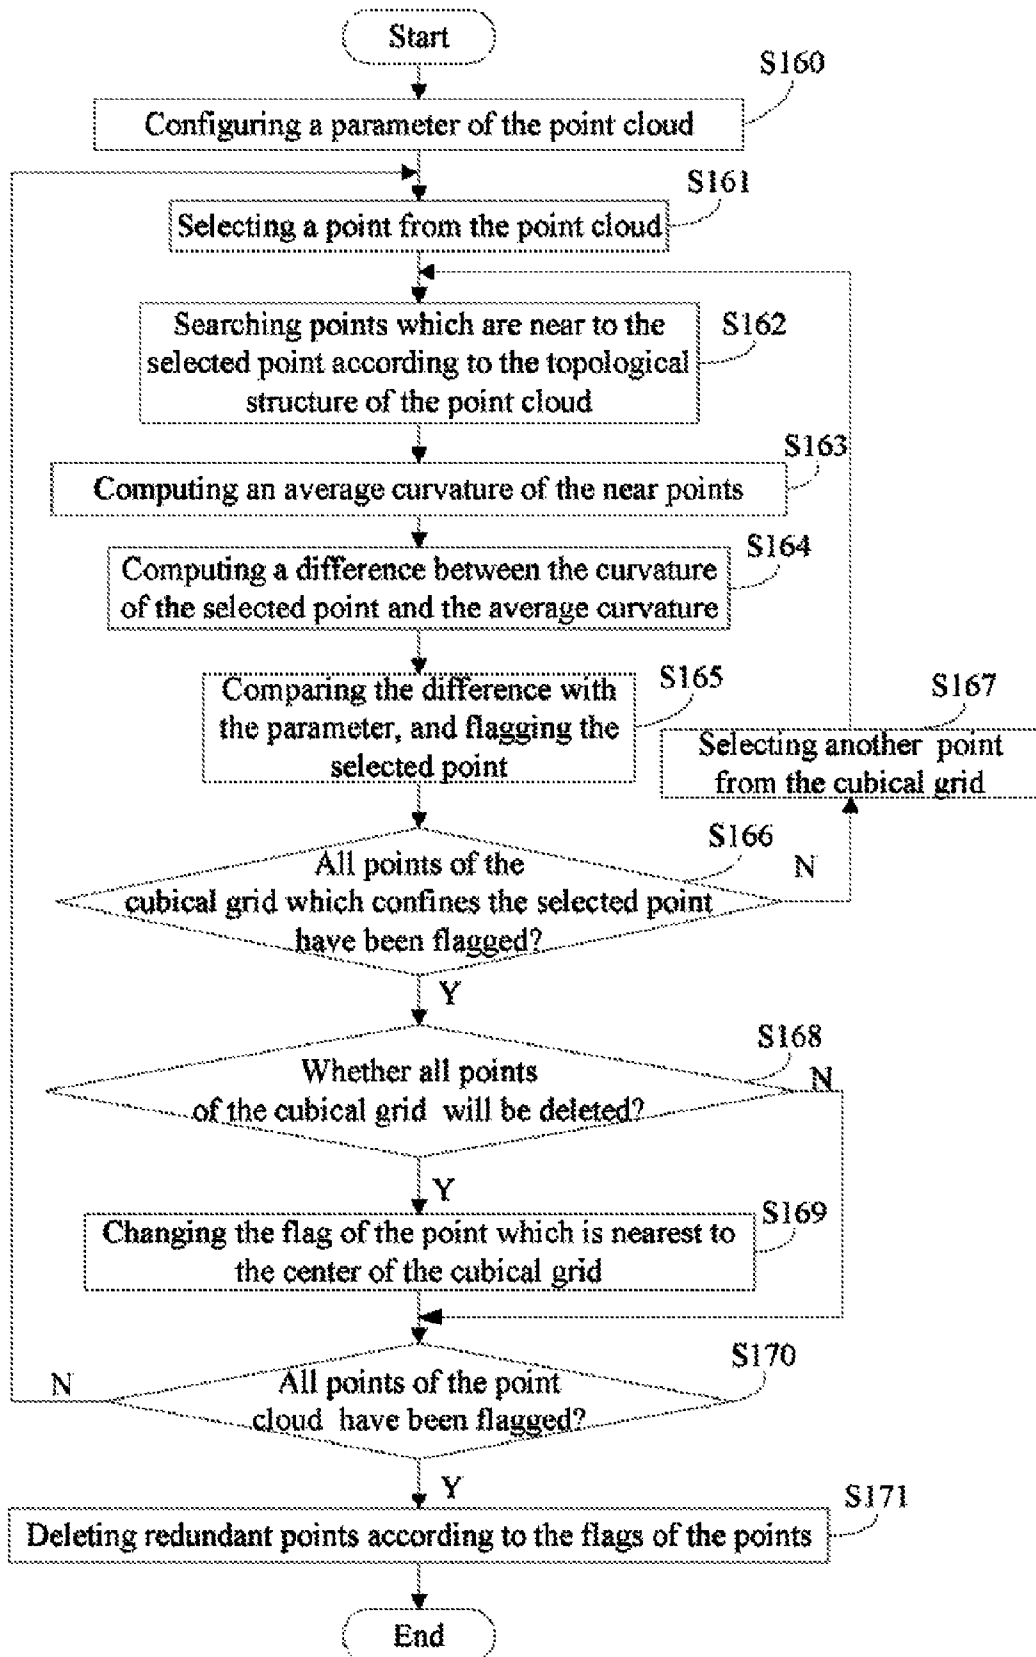 Start
S160
Configuring a parameter of the point cloud
S161
Selecting a point from the point cloud
S162
Searching points which are near to the
selected point according to the topological
structure of the point cloud
S163
Computing an average curvature of the near points
S164
Computing a difference between the curvature
of the selected point and the average curvature
S165
Comparing the difference with
the parameter, and flagging the
selected point
S167
Selecting another point
from the cubical grid
S166
N
All points of the
cubical grid which confines the selected point
have been flagged?
Y
S168
N
Whether all points
of the cubical grid will be deleted?
Y
S169
Changing the flag of the point which is nearest to
the center of the cubical grid
S170
N
All points of the point
cloud have been flagged?
Y
S171
Deleting redundant points according to the flags of the points
End